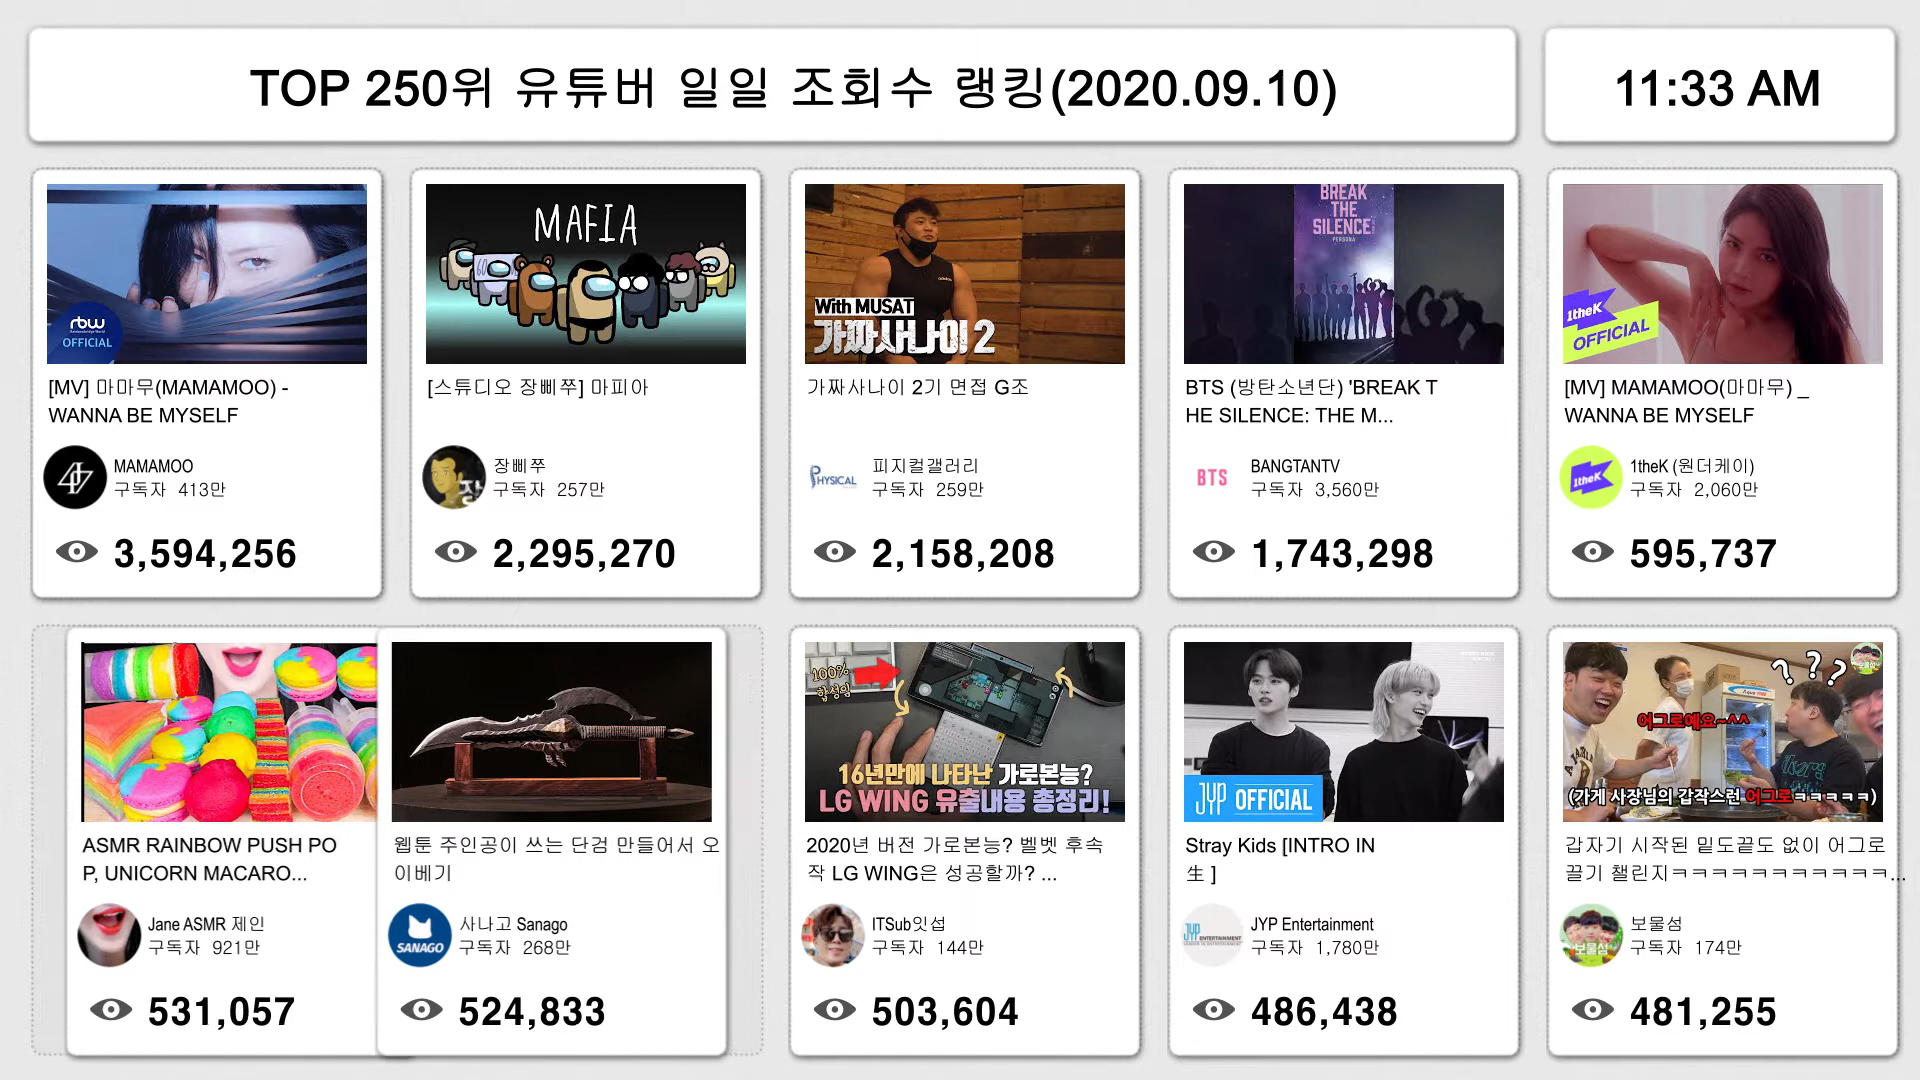 TOP 250위 유튜버 일일 조회수 랭킹(2020.09.10)
11:33 AM
rbw
OFFICIAL
[MV] 마마무(MAMAMOO) -
WANNA BE MYSELF
MAMAMOO
구독자 413만
3,594,256
MAFIA
60
[스튜디오 장삐쭈] 마피아
장
장삐쭈
구독자 257만
2,295,270
With MUSAT
가짜사나이 2
가짜사나이 2기 면접 G조
PHYSICAL
피지컬갤러리
구독자 259만
2,158,208
BREAK
THE
SILENCE
PERSONA
BTS (방탄소년단) 'BREAK T
HE SILENCE: THE M...
BTS
BANGTANTV
구독자 3,560만
1,743,298
1theK
OFFICIAL
[MV] MAMAMOO(마마무) _
WANNA BE MYSELF
1theK
1theK (원더케이)
구독자 2,060만
595,737
ASMR RAINBOW PUSH PO
P, UNICORN MACARO...
Jane ASMR 제인
구독자 921만
531,057
웹툰 주인공이 쓰는 단검 만들어서 오
이베기
SANAGO
사나고 Sanago
구독자 268만
524,833
100%
합성임
16년만에 나타난 가로본능?
LG WING 유출내용 총정리!
2020년 버전 가로본능? 벨벳 후속
작 LG WING은 성공할까? ...
ITSub잇섭
구독자 144만
503,604
JYP OFFICIAL
Stray Kids [INTRO IN
生 ]
JYP ENTERTAINMENT
JYP Entertainment
구독자 1,780만
486,438
???
어그로예요~^^
(가게 사장님의 갑작스런 어그로ㅋㅋㅋㅋㅋ)
갑자기 시작된 밑도끝도 없이 어그로
끌기 챌린지ㅋㅋㅋㅋㅋㅋㅋㅋㅋㅋㅋ...
보물섬
보물섬
구독자 174만
481,255